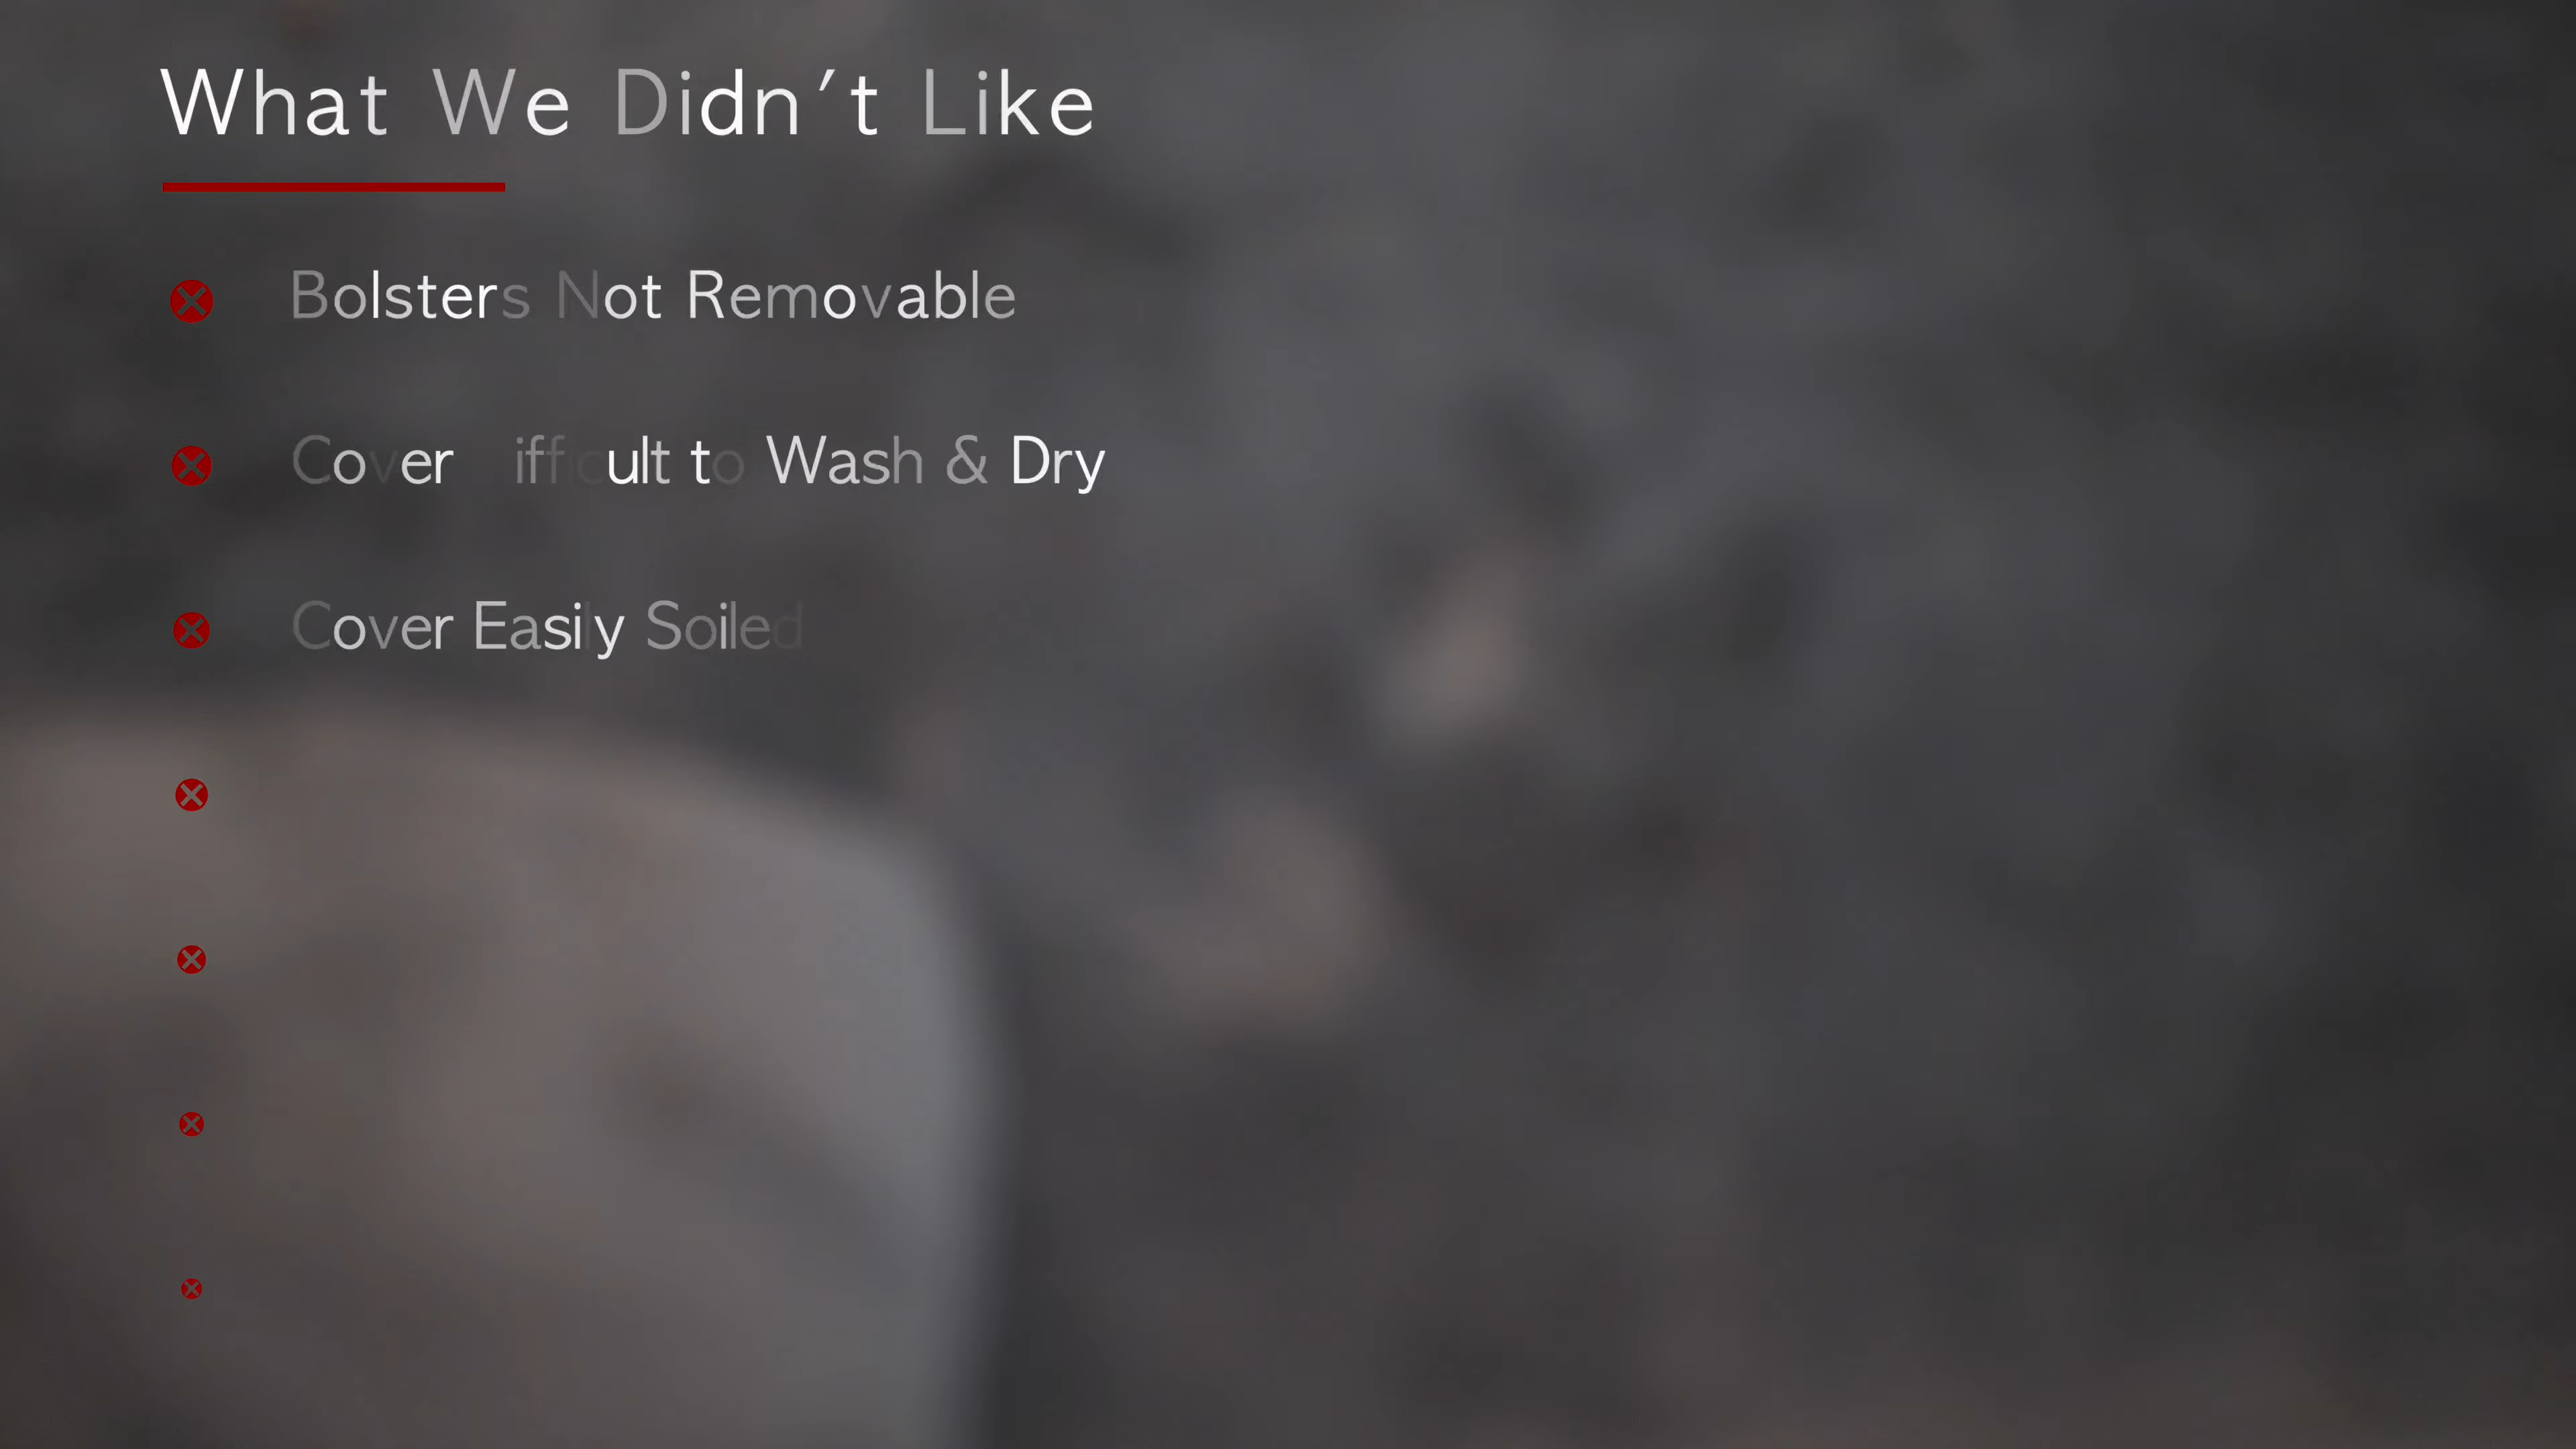 What We Didn't Like
Bolsters Not Removable
Cover Difficult to Wash & Dry
Cover Easily Soiled